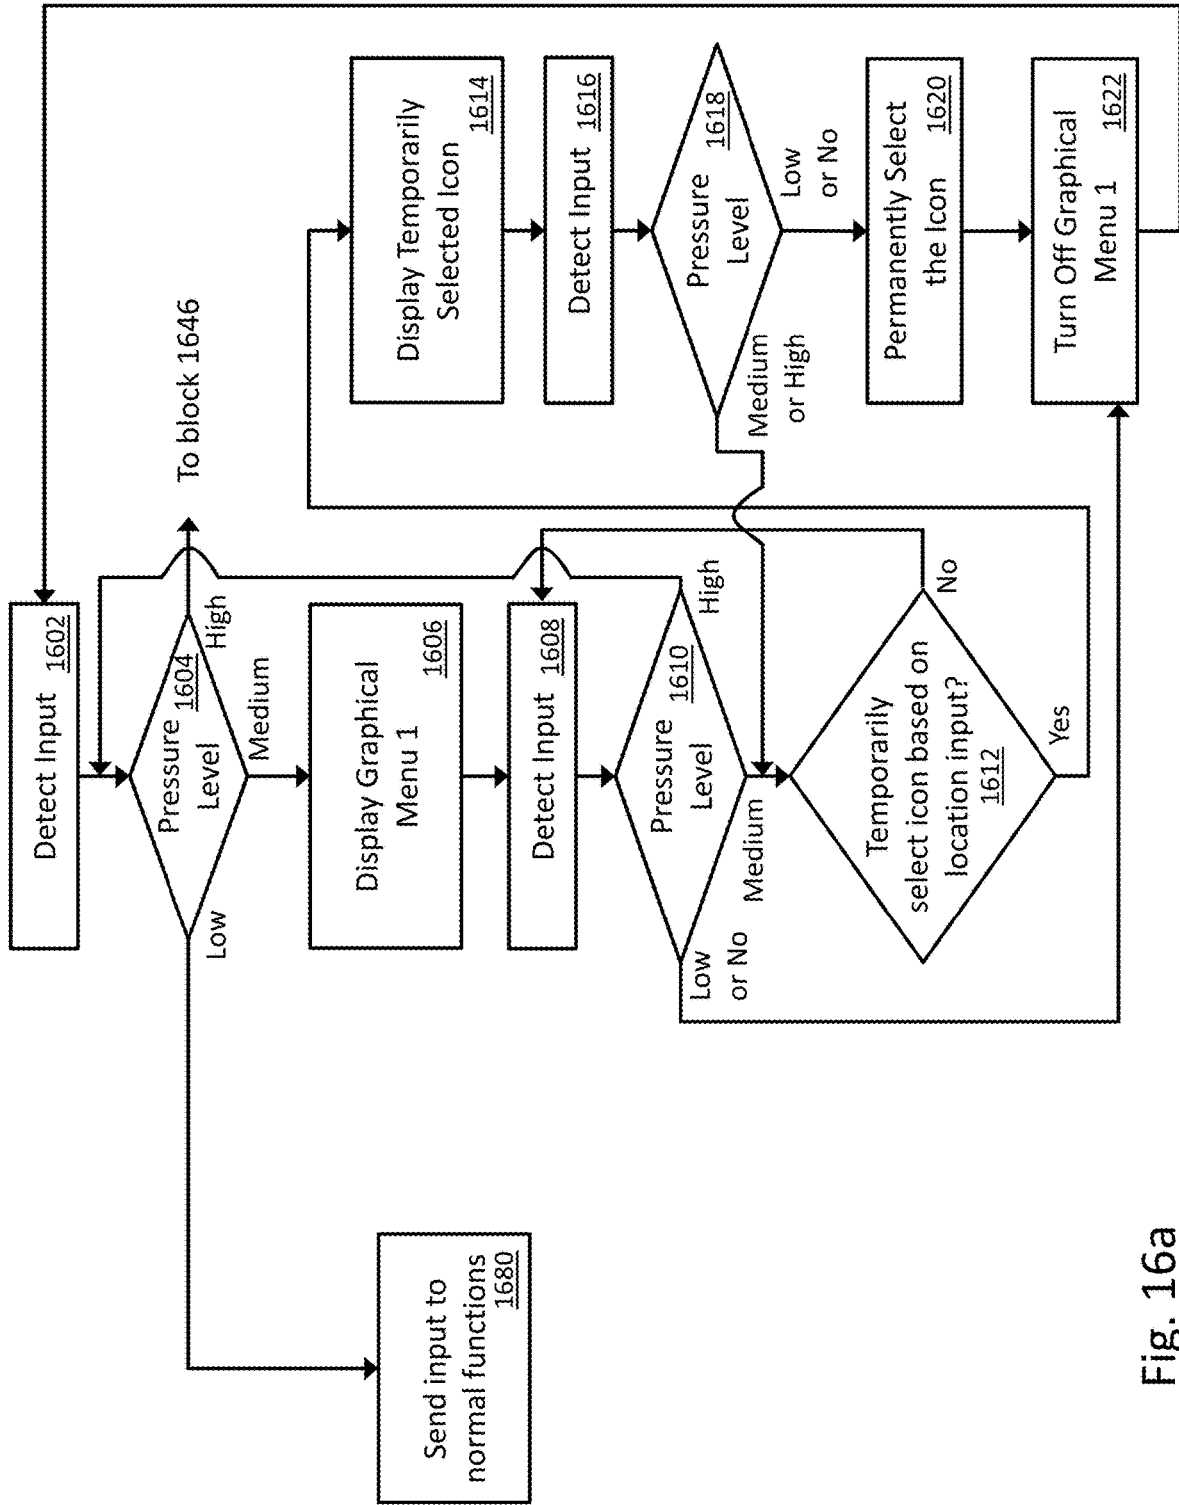 Detect Input 1602
Pressure 1604
Level
Low
High
Medium
To block 1646
Send input to
normal functions
1680
Display Graphical
Menu 1 1606
Detect Input 1608
Pressure 1610
Level
Low
or No
High
Medium
Temporarily
select icon based on
location input?
1612
No
Yes
Display Temporarily
Selected Icon
1614
Detect Input 1616
Pressure 1618
Level
Medium
or High
Low
or No
Permanently Select
the Icon 1620
Turn Off Graphical
Menu 1 1622
Fig. 16a